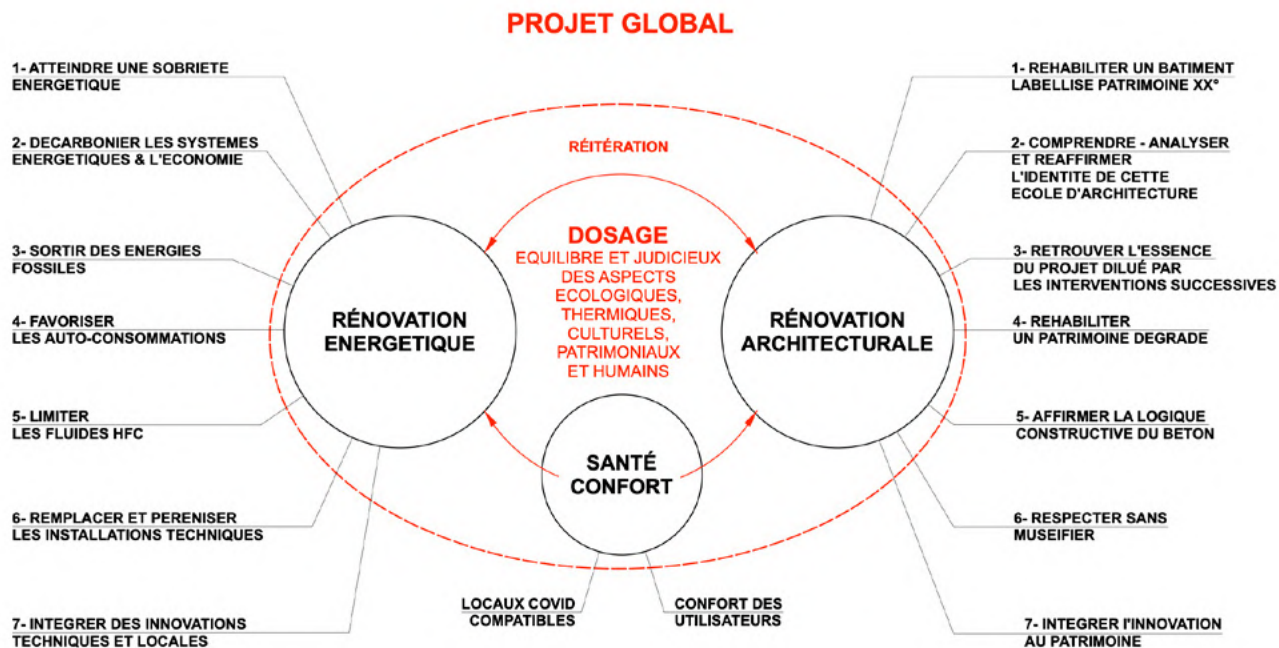 PROJET GLOBAL
1- ATTEINDRE UNE SOBRIETE
ENERGETIQUE
2- DECARBONIER LES SYSTEMES
ENERGETIQUES & L'ECONOMIE
3- SORTIR DES ENERGIES
FOSSILES
4- FAVORISER
LES AUTO-CONSOMMATIONS
5- LIMITER
LES FLUIDES HFC
6- REMPLACER ET PERENISER
LES INSTALLATIONS TECHNIQUES
7- INTEGRER DES INNOVATIONS
TECHNIQUES ET LOCALES
RÉITÉRATION
RÉNOVATION
ENERGETIQUE
DOSAGE
EQUILIBRE ET JUDICIEUX
DES ASPECTS
ECOLOGIQUES,
THERMIQUES,
CULTURELS,
PATRIMONIAUX
ET HUMAINS
RÉNOVATION
ARCHITECTURALE
SANTÉ
CONFORT
LOCAUX COVID
COMPATIBLES
CONFORT DES
UTILISATEURS
1- REHABILITER UN BATIMENT
LABELLISE PATRIMOINE XX°
2- COMPRENDRE - ANALYSER
ET REAFFIRMER
L'IDENTITE DE CETTE
ECOLE D'ARCHITECTURE
3- RETROUVER L'ESSENCE
DU PROJET DILUÉ PAR
LES INTERVENTIONS SUCCESSIVES
4- REHABILITER
UN PATRIMOINE DEGRADE
5- AFFIRMER LA LOGIQUE
CONSTRUCTIVE DU BETON
6- RESPECTER SANS
MUSEIFIER
7- INTEGRER l'INNOVATION
AU PATRIMOINE